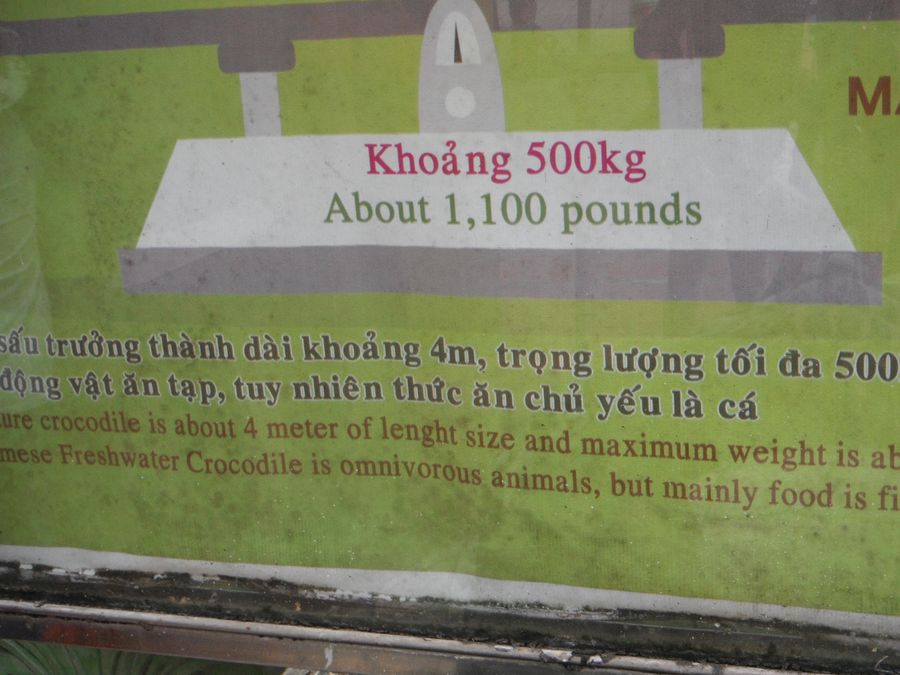 MA
Khoảng 500kg
About 1,100 pounds
sấu trưởng thành dài khoảng 4m, trọng lượng tối đa 500
động vật ăn tạp, tuy nhiên thức ăn chủ yếu là cá
ture crocodile is about 4 meter of lenght size and maximum weight is ab
mese Freshwater Crocodile is omnivorous animals, but mainly food is fi